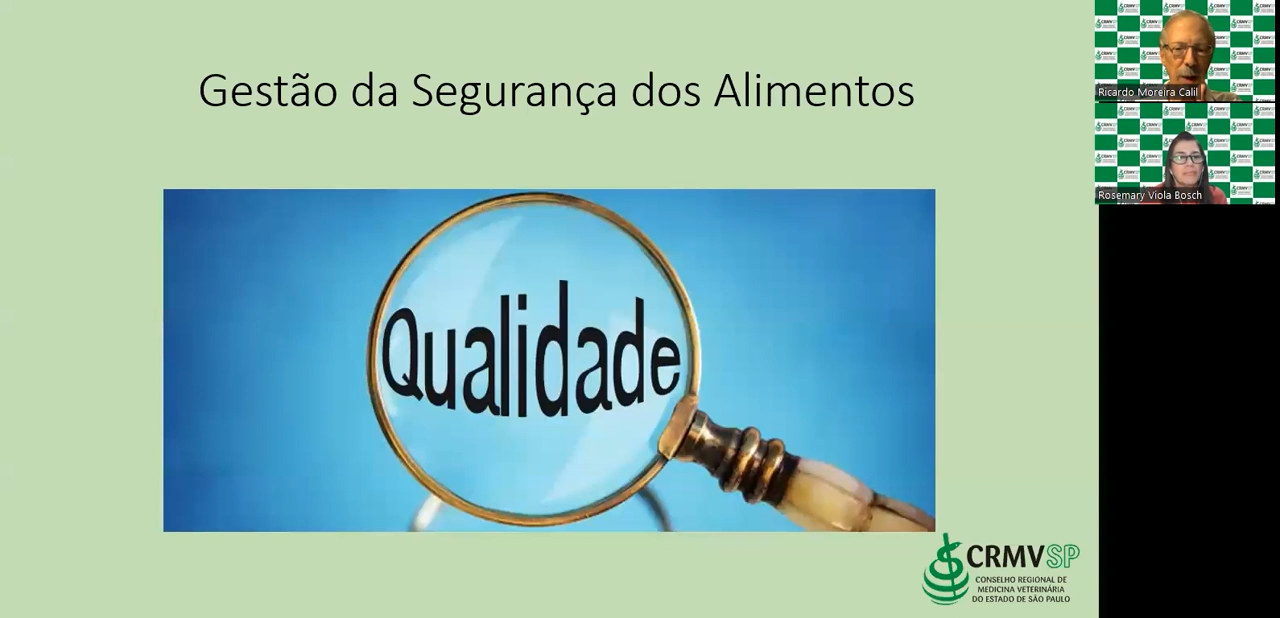 Gestão da Segurança dos Alimentos
Qualidade
CRMVSP
CONSELHO REGIONAL DE
MEDICINA VETERINÁRIA
DO ESTADO DE SÃO PAULO
Ricardo Moreira Calil
Rosemary Viola Bosch